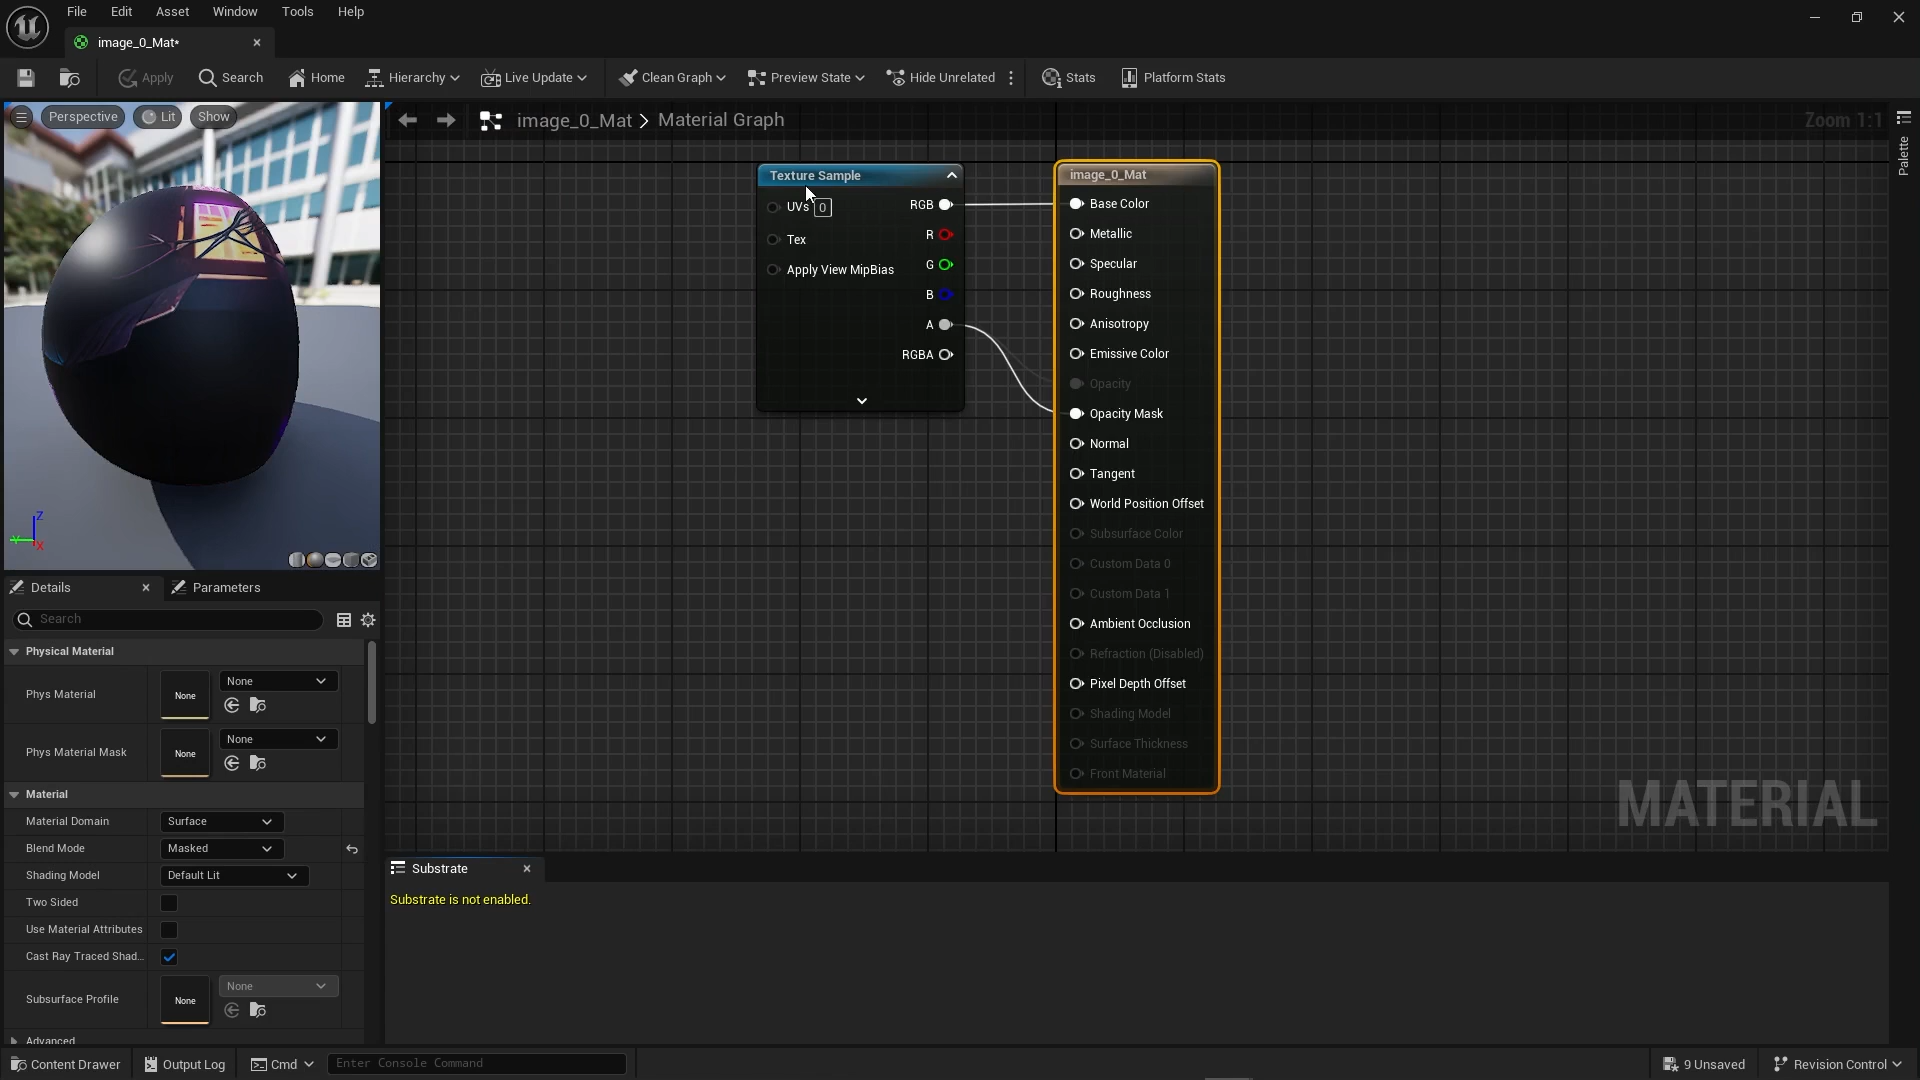 File Edit Asset Window Tools Help
image_0_Mat*
Apply Search Home Hierarchy Live Update Clean Graph Preview State Hide Unrelated Stats Platform Stats
Perspective Lit Show
image_0_Mat > Material Graph
Zoom 1:1
Palette
Texture Sample
UVs 0
Tex
Apply View MipBias
RGB
R
G
B
A
RGBA
image_0_Mat
Base Color
Metallic
Specular
Roughness
Anisotropy
Emissive Color
Opacity
Opacity Mask
Normal
Tangent
World Position Offset
Subsurface Color
Custom Data 0
Custom Data 1
Ambient Occlusion
Refraction (Disabled)
Pixel Depth Offset
Shading Model
Surface Thickness
Front Material
MATERIAL
Z
Y
X
Details Parameters
Search
Physical Material
Phys Material None None
Phys Material Mask None None
Material
Material Domain Surface
Blend Mode Masked
Shading Model Default Lit
Two Sided
Use Material Attributes
Cast Ray Traced Shad...
Subsurface Profile None None
Advanced
Substrate
Substrate is not enabled.
Content Drawer Output Log Cmd Enter Console Command
9 Unsaved Revision Control